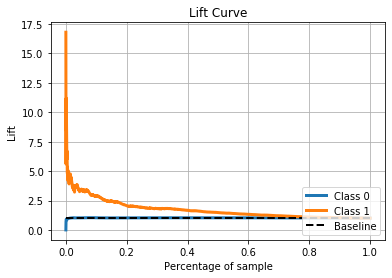 Lift Curve
17.5
15.0
12.5
10.0
7.5
5.0
2.5
0.0
Lift
0.0 0.2 0.4 0.6 0.8 1.0
Percentage of sample
Class 0
Class 1
Baseline